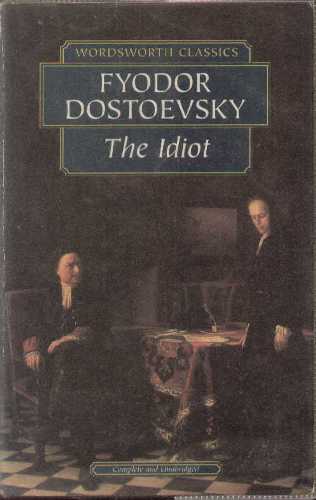 WORDSWORTH CLASSICS
FYODOR
DOSTOEVSKY
The Idiot
Complete and Unabridged